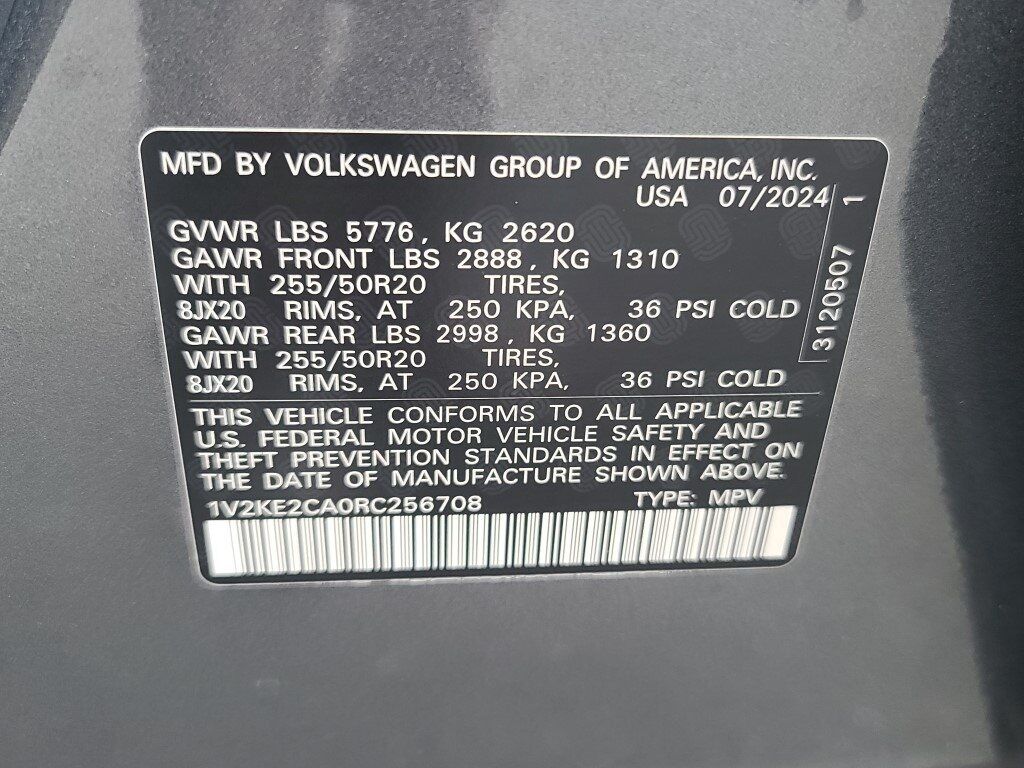 MFD BY VOLKSWAGEN GROUP OF AMERICA, INC.
USA 07/2024
GVWR LBS 5776, KG 2620
GAWR FRONT LBS 2888, KG 1310
WITH 255/50R20 TIRES,
8JX20 RIMS, AT 250 KPA, 36 PSI COLD
GAWR REAR LBS 2998, KG 1360
WITH 255/50R20 TIRES,
8JX20 RIMS, AT 250 KPA, 36 PSI COLD
THIS VEHICLE CONFORMS TO ALL APPLICABLE
U.S. FEDERAL MOTOR VEHICLE SAFETY AND
THEFT PREVENTION STANDARDS IN EFFECT ON
THE DATE OF MANUFACTURE SHOWN ABOVE.
1V2KE2CA0RC256708 TYPE: MPV
3120507 1